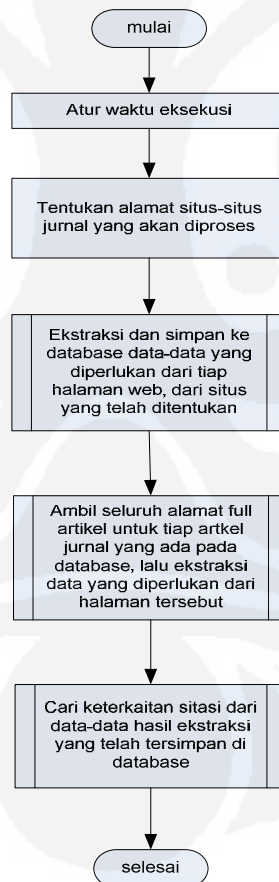 mulai
Atur waktu eksekusi
Tentukan alamat situs-situs
jurnal yang akan diproses
Ekstraksi dan simpan ke
database data-data yang
diperlukan dari tiap
halaman web, dari situs
yang telah ditentukan
Ambil seluruh alamat full
artikel untuk tiap artkel
jurnal yang ada pada
database, lalu ekstraksi
data yang diperlukan dari
halaman tersebut
Cari keterkaitan sitasi dari
data-data hasil ekstraksi
yang telah tersimpan di
database
selesai